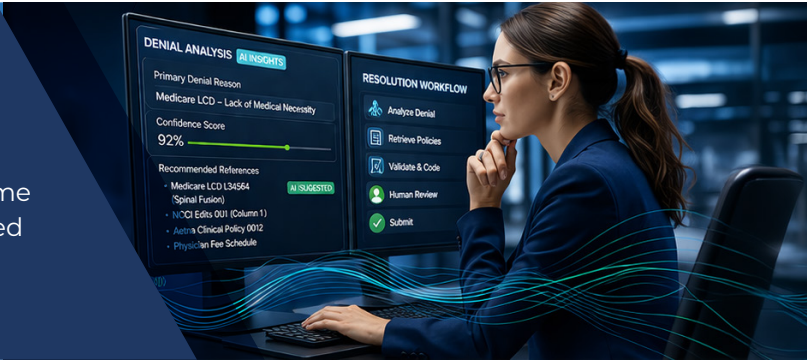 me
ed
DENIAL ANALYSIS AI INSIGHTS
Primary Denial Reason
Medicare LCD – Lack of Medical Necessity
Confidence Score
92%
Recommended References
• Medicare LCD L34564 AI SUGESTED
(Spinal Fusion)
• NCCI Edits 0U1 (Column 1)
• Aetna Clinical Policy 0012
• Physician Fee Schedule
RESOLUTION WORKFLOW
Analyze Denial
Retrieve Policies
Validate & Code
Human Review
Submit